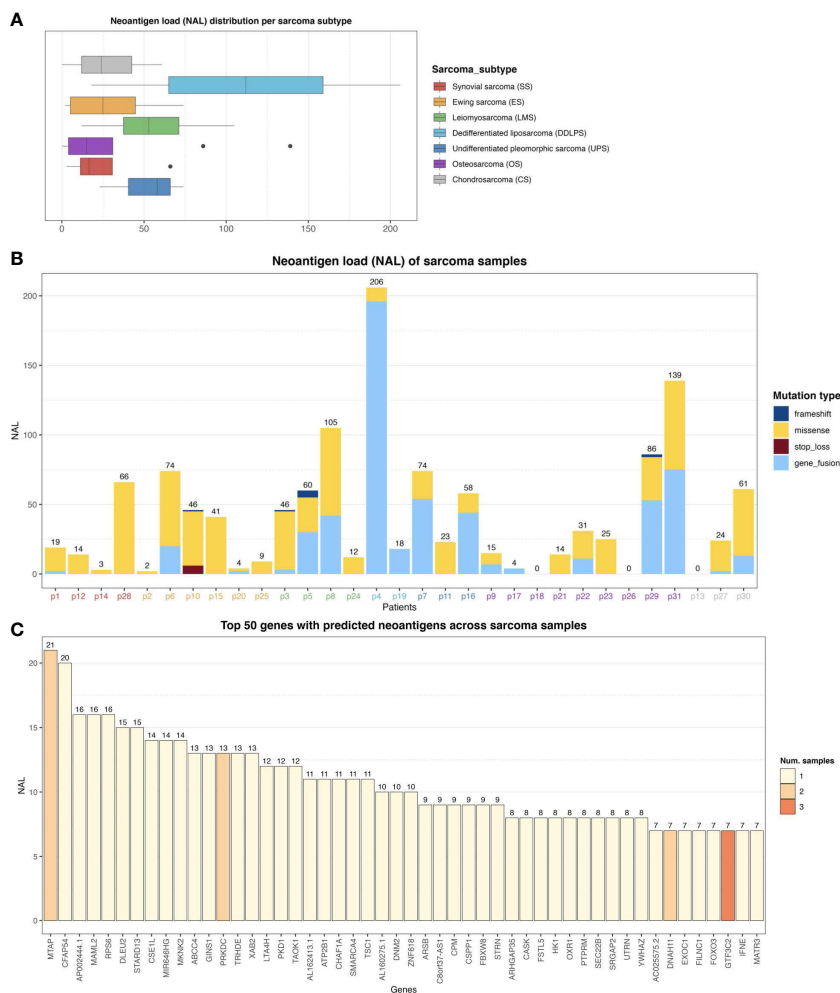 A
Neoantigen load (NAL) distribution per sarcoma subtype
Sarcoma_subtype
Synovial sarcoma (SS)
Ewing sarcoma (ES)
Leiomyosarcoma (LMS)
Dedifferentiated liposarcoma (DDLPS)
Undifferentiated pleomorphic sarcoma (UPS)
Osteosarcoma (OS)
Chondrosarcoma (CS)
0 50 100 150 200
B
Neoantigen load (NAL) of sarcoma samples
NAL
200
150
100
50
0
19 14 3 66 2 74 46 41 4 9 46 60 105 12 206 18 74 23 58 15 4 0 14 31 25 0 86 139 0 24 61
p1 p12 p14 p28 p2 p6 p10 p15 p20 p25 p3 p5 p8 p24 p4 p19 p7 p11 p16 p9 p17 p18 p21 p22 p23 p26 p29 p31 p13 p27 p30
Patients
Mutation type
frameshift
missense
stop_loss
gene_fusion
C
Top 50 genes with predicted neoantigens across sarcoma samples
NAL
20
15
10
5
0
21 20 16 16 16 15 15 14 14 14 13 13 13 13 13 12 12 12 11 11 11 11 11 10 10 10 9 9 9 9 9 9 8 8 8 8 8 8 8 8 8 8 7 7 7 7 7 7 7 7
MTAP CFAP54 AP002444.1 MAML2 RPS6 DLEU2 STARD13 CSE1L MIR646HG MKNK2 ABCC4 GINS1 PRKDC TRHDE XAB2 LTA4H PKD1 TAOK1 AL162413.1 ATP2B1 CHAF1A SMARCA4 TSC1 AL160275.1 DNM2 ZNF618 ARSB C8orf37-AS1 CPM CSPP1 FBXW8 STRN ARHGAP35 CASK FSTL5 HK1 OXR1 PTPRM SEC22B SRGAP2 UTRN YWHAZ AC025575.2 DNAH11 EXOC1 FILNC1 FOXO3 GTF3C2 IFNE MATR3
Genes
Num. samples
1
2
3